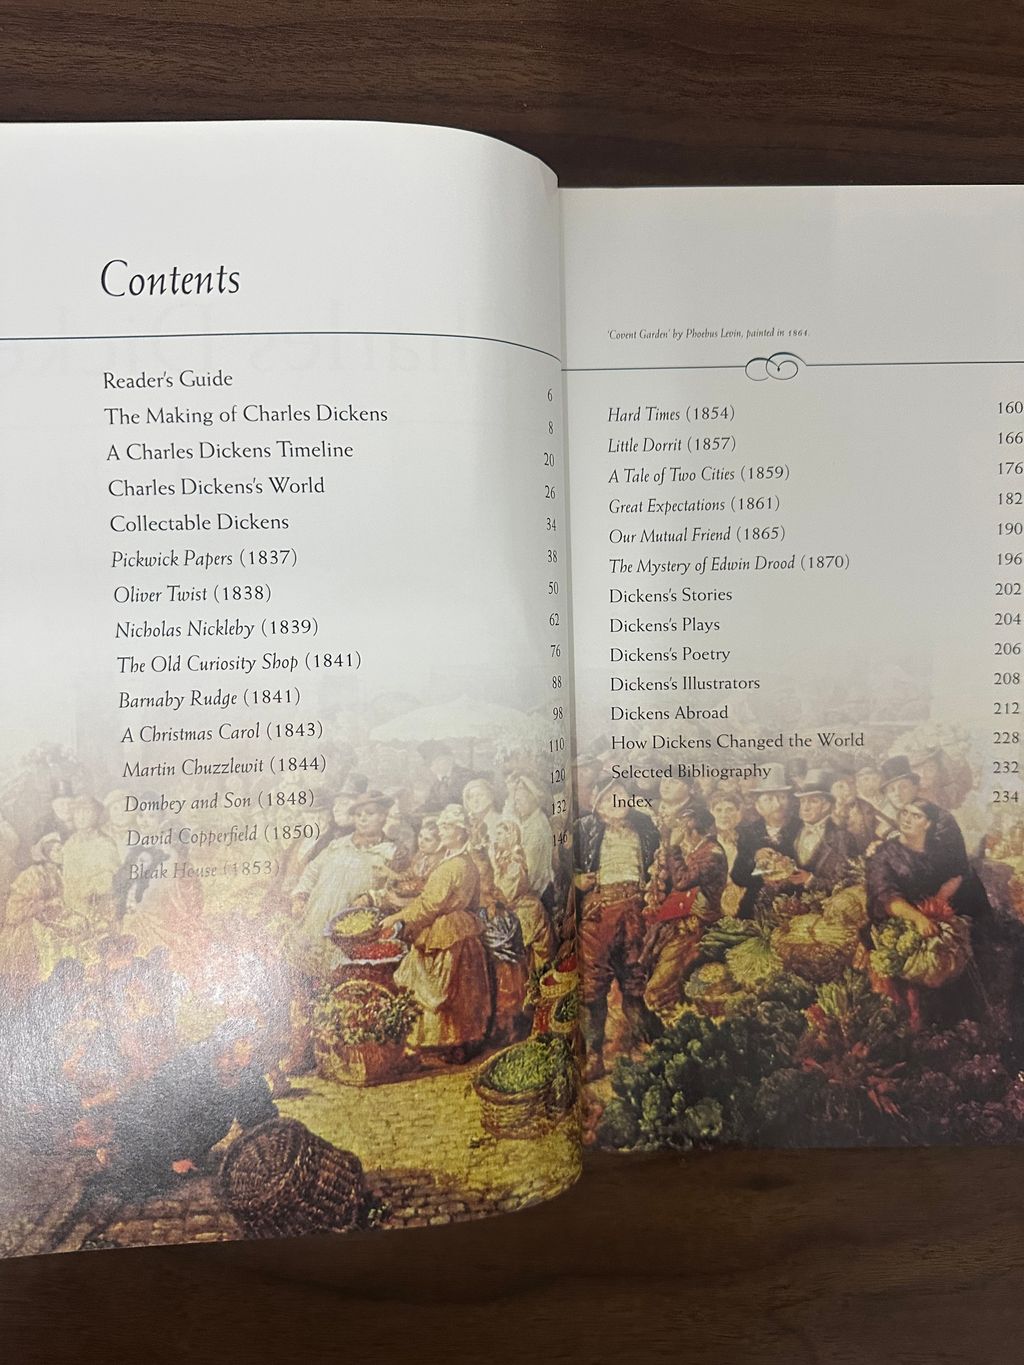 Contents
Reader's Guide 6
The Making of Charles Dickens 8
A Charles Dickens Timeline 20
Charles Dickens's World 26
Collectable Dickens 34
Pickwick Papers (1837) 38
Oliver Twist (1838) 50
Nicholas Nickleby (1839) 62
The Old Curiosity Shop (1841) 76
Barnaby Rudge (1841) 88
A Christmas Carol (1843) 98
Martin Chuzzlewit (1844) 110
Dombey and Son (1848) 120
David Copperfield (1850) 132
Bleak House (1853) 146
'Covent Garden' by Phoebus Levin, painted in 1864.
Hard Times (1854) 160
Little Dorrit (1857) 166
A Tale of Two Cities (1859) 176
Great Expectations (1861) 182
Our Mutual Friend (1865) 190
The Mystery of Edwin Drood (1870) 196
Dickens's Stories 202
Dickens's Plays 204
Dickens's Poetry 206
Dickens's Illustrators 208
Dickens Abroad 212
How Dickens Changed the World 228
Selected Bibliography 232
Index 234